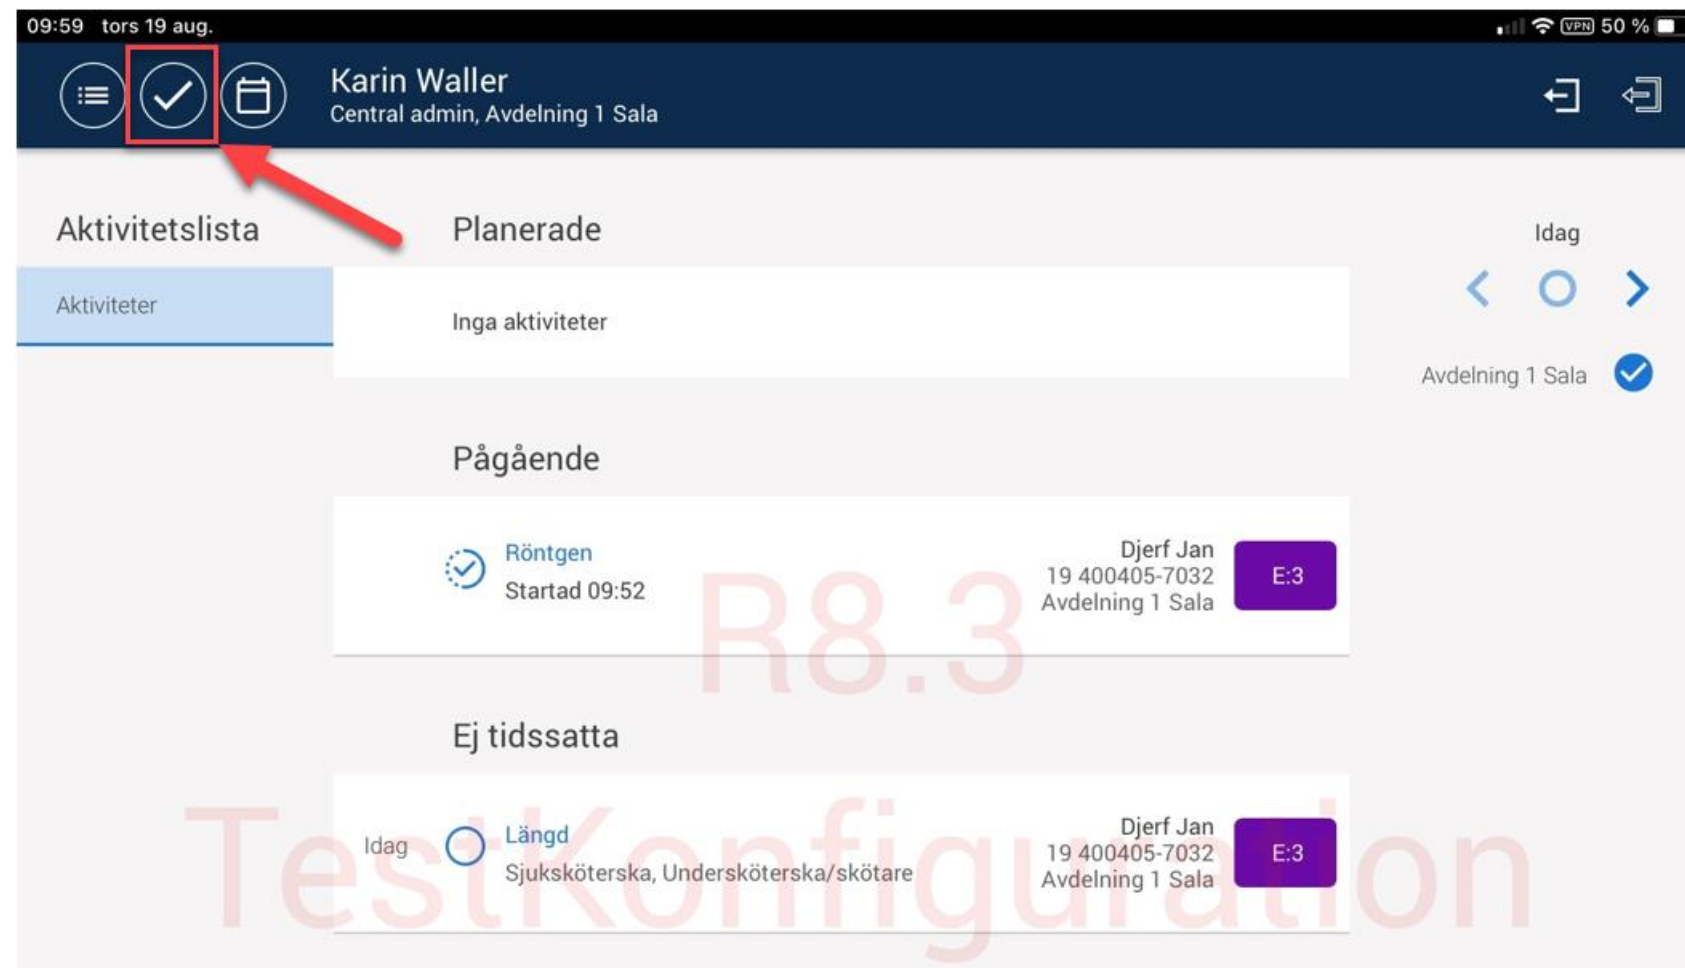 09:59 tors 19 aug.
VPN 50 %
Karin Waller
Central admin, Avdelning 1 Sala
Aktivitetslista
Aktiviteter
Planerade
Inga aktiviteter
Idag
Avdelning 1 Sala
Pågående
Röntgen
Startad 09:52
Djerf Jan
19 400405-7032
Avdelning 1 Sala
E:3
R8.3
Ej tidssatta
Idag
Längd
Sjuksköterska, Undersköterska/skötare
Djerf Jan
19 400405-7032
Avdelning 1 Sala
E:3
TestKonfiguration